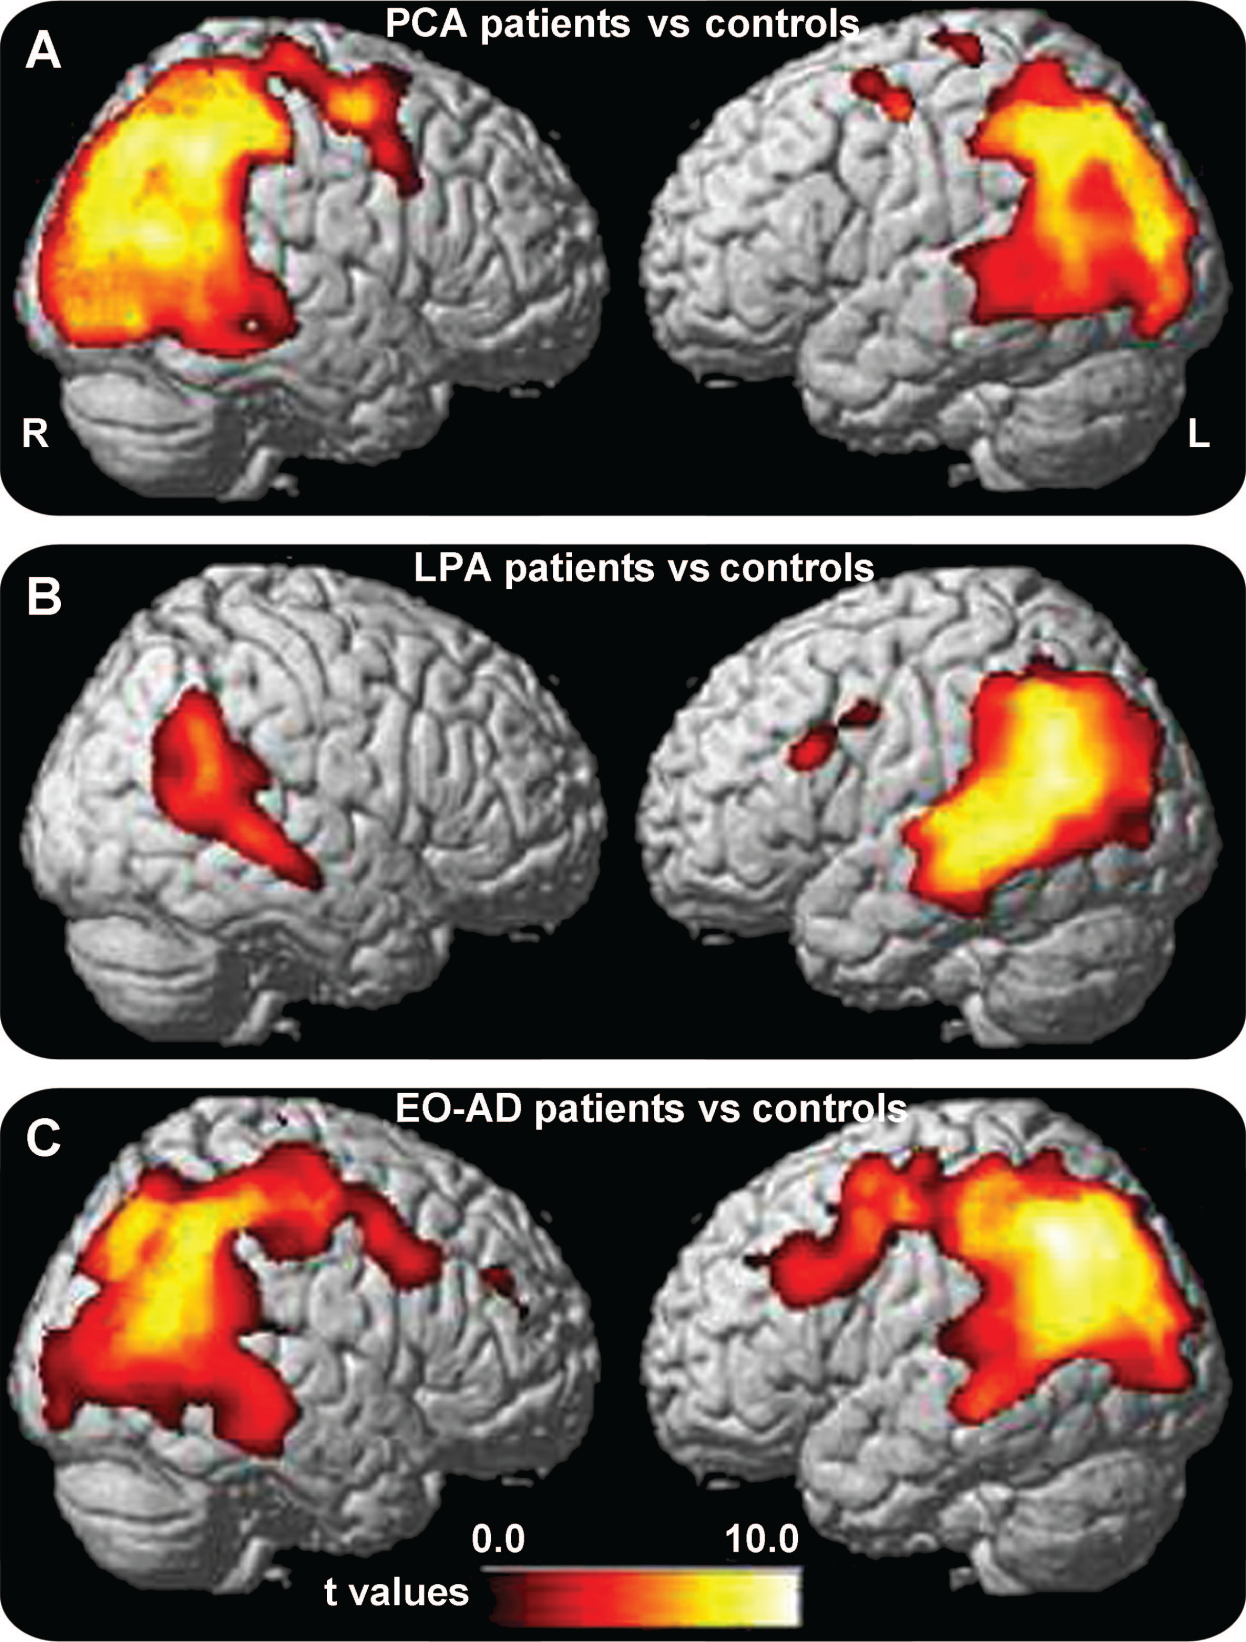 A
PCA patients vs controls
R
L
B
LPA patients vs controls
C
EO-AD patients vs controls
0.0
10.0
t values